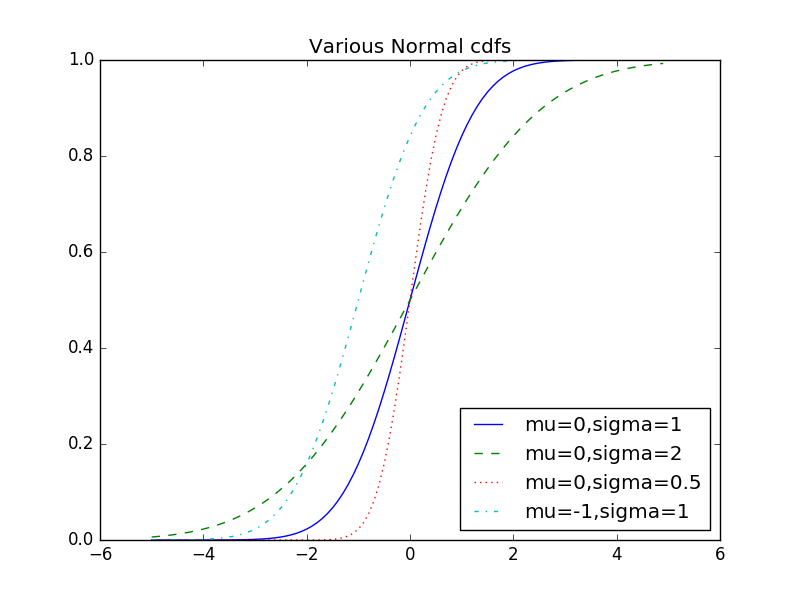 Various Normal cdfs
1.0
0.8
0.6
0.4
0.2
0.0
−6 −4 −2 0 2 4 6
mu=0,sigma=1
mu=0,sigma=2
mu=0,sigma=0.5
mu=-1,sigma=1